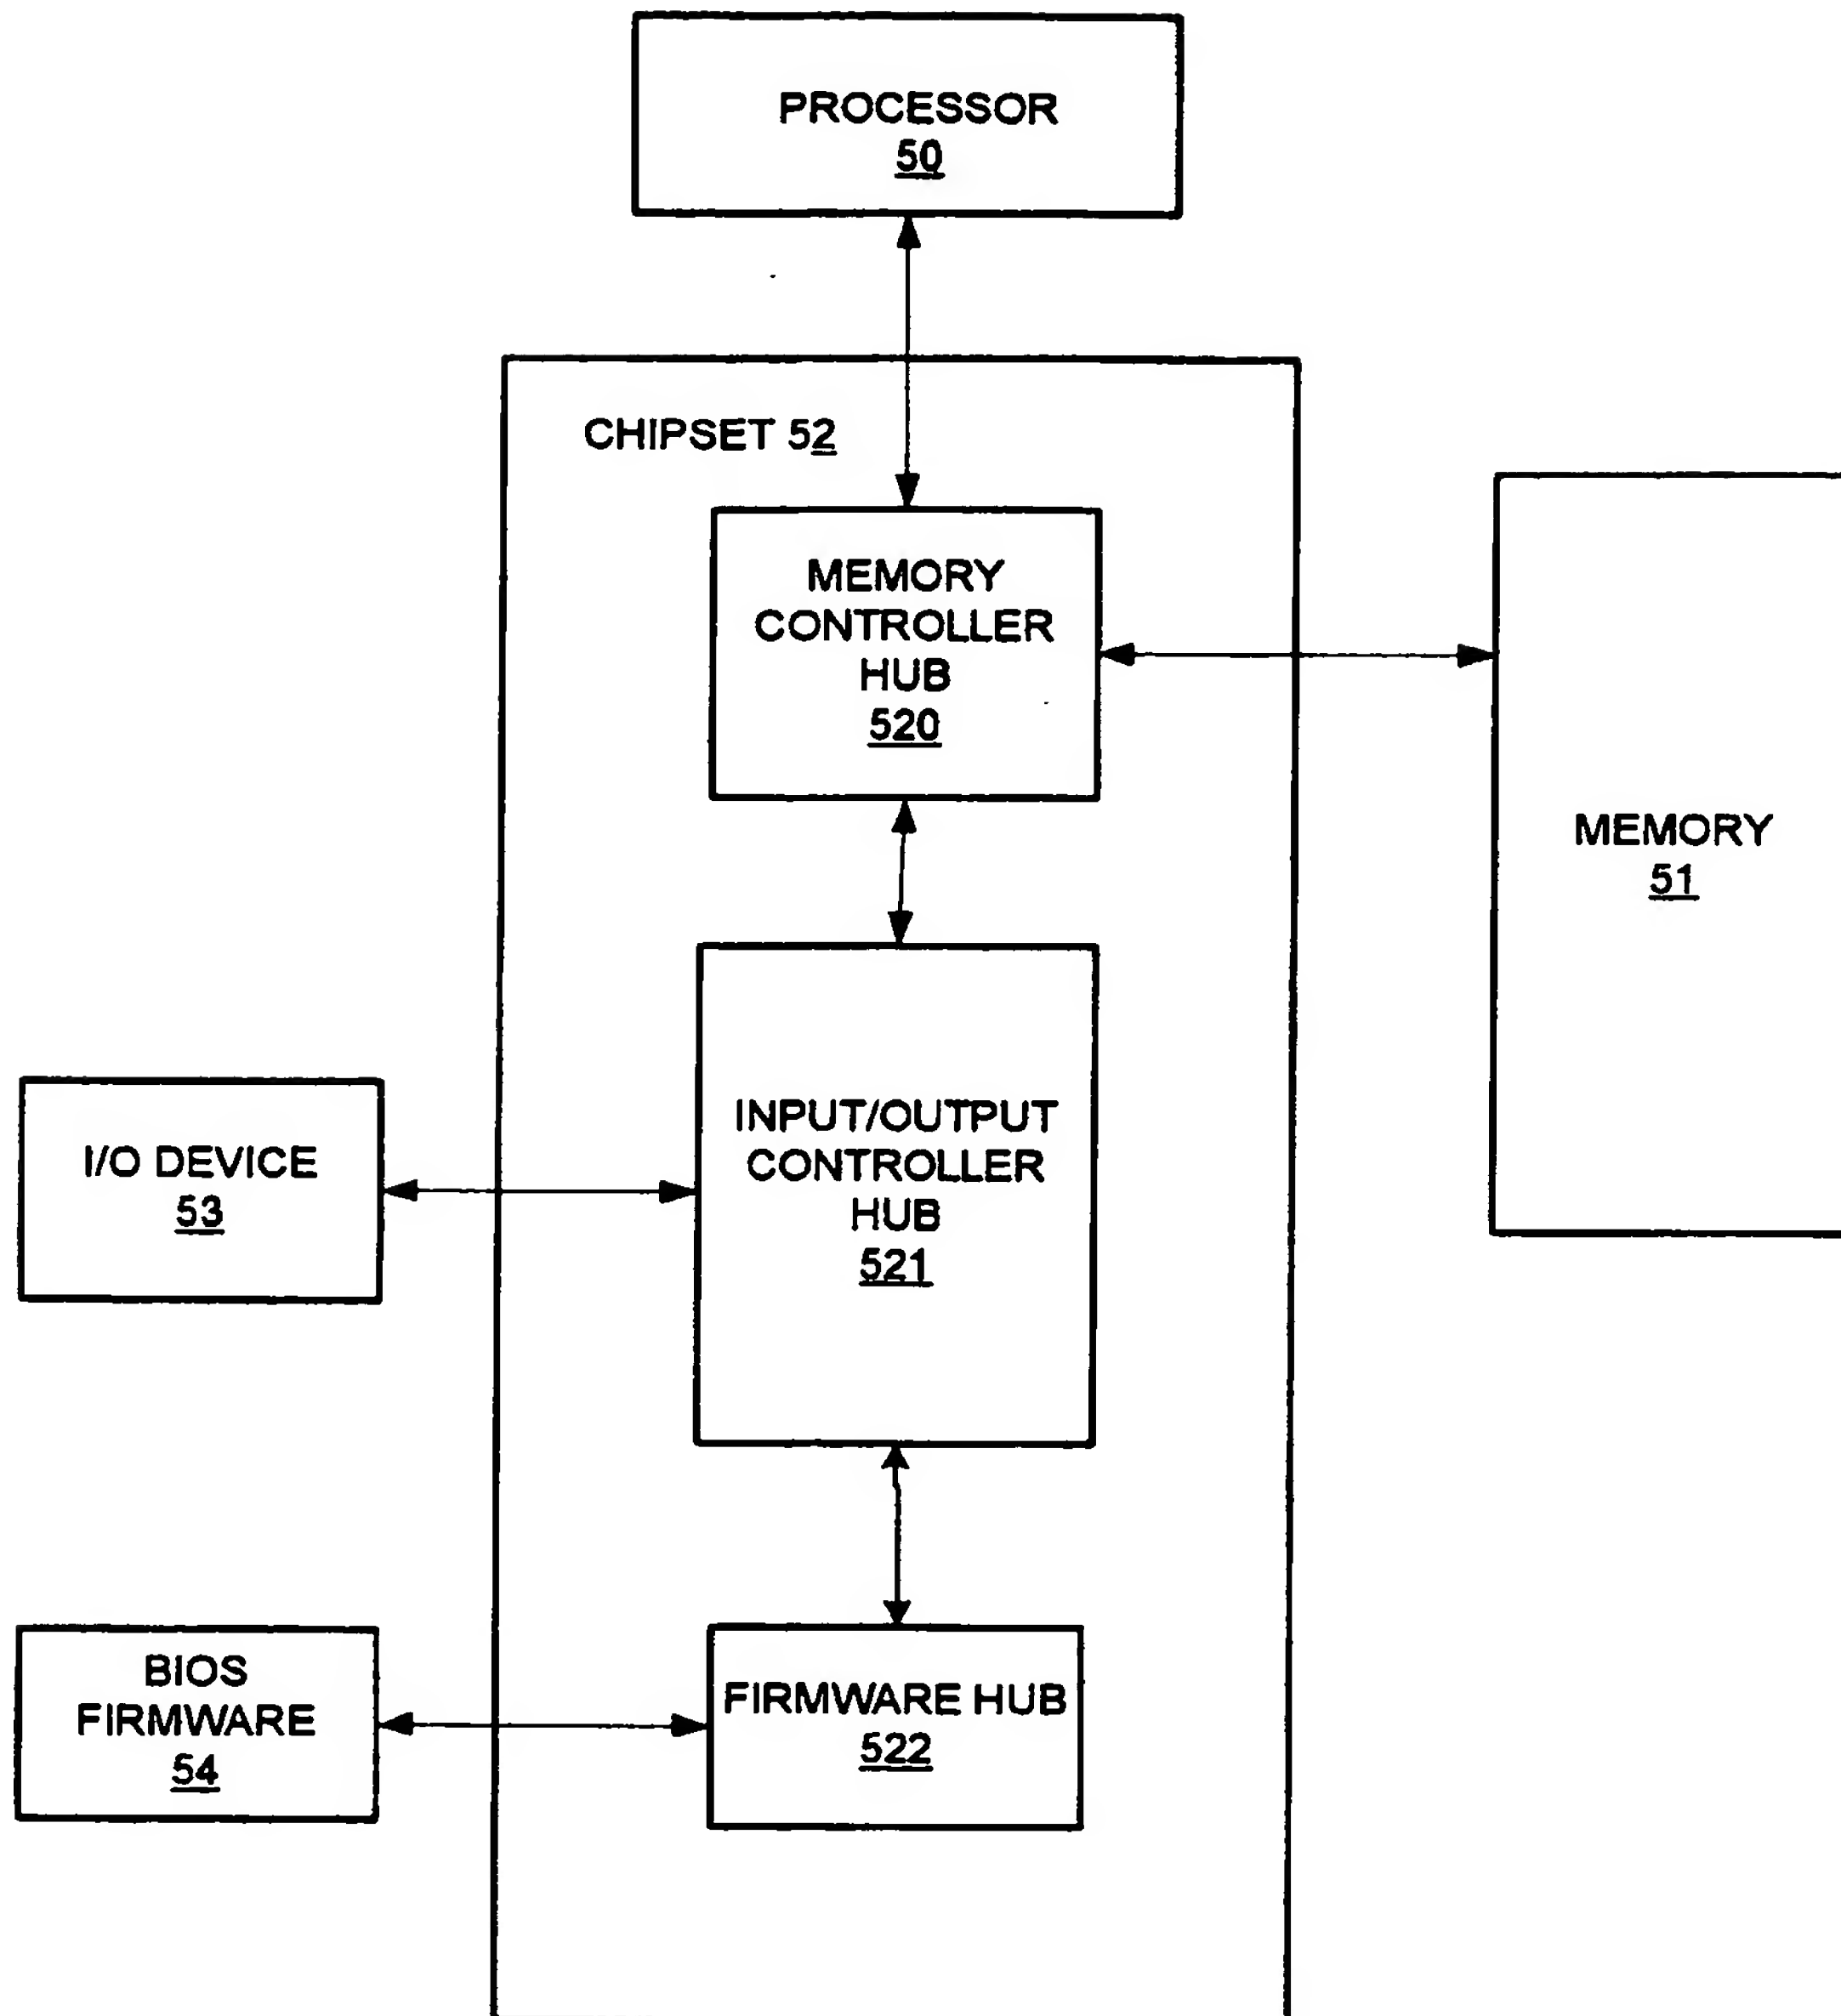 PROCESSOR
50
CHIPSET 52
MEMORY
CONTROLLER
HUB
520
MEMORY
51
INPUT/OUTPUT
CONTROLLER
HUB
521
I/O DEVICE
53
BIOS
FIRMWARE
54
FIRMWARE HUB
522